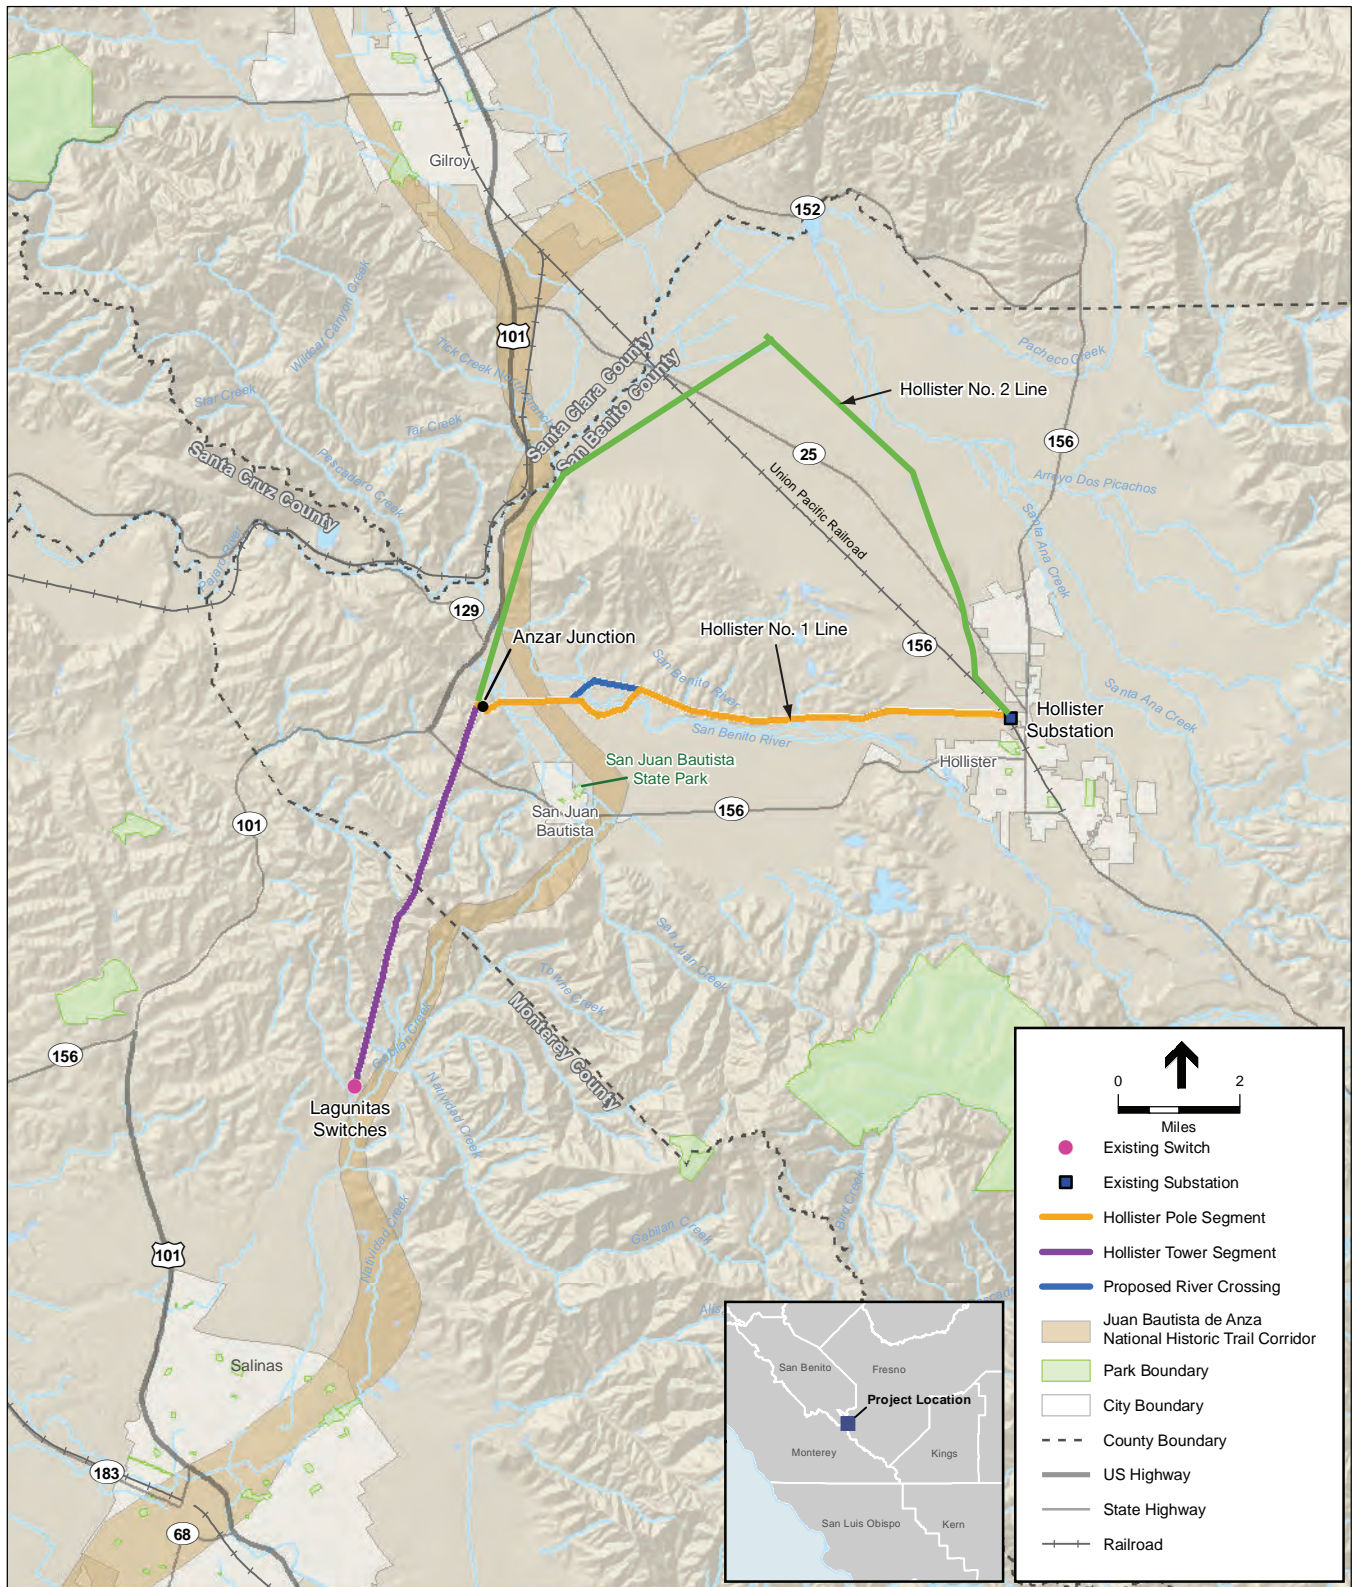 Gilroy
152
101
Wildcat Canyon Creek
Tick Creek North Branch
Santa Clara County
San Benito County
Pacheco Creek
Star Creek
Hollister No. 2 Line
Tar Creek
156
25
Santa Cruz County
Pescadero Creek
Union Pacific Railroad
Arroyo Dos Picachos
Santa Ana Creek
Pajaro River
129
Anzar Junction
Hollister No. 1 Line
156
San Benito River
Santa Ana Creek
San Benito River
Hollister
Substation
San Juan Bautista
State Park
Hollister
San Juan
Bautista
156
101
San Juan Creek
Towne Creek
Monterey County
Gabilan Creek
156
Natividad Creek
Lagunitas
Switches
Bird Creek
Gabilan Creek
Natividad Creek
101
Salinas
183
68
0
2
Miles
Existing Switch
Existing Substation
Hollister Pole Segment
Hollister Tower Segment
Proposed River Crossing
Juan Bautista de Anza
National Historic Trail Corridor
Park Boundary
City Boundary
County Boundary
US Highway
State Highway
Railroad
San Benito
Fresno
Project Location
Monterey
Kings
San Luis Obispo
Kern